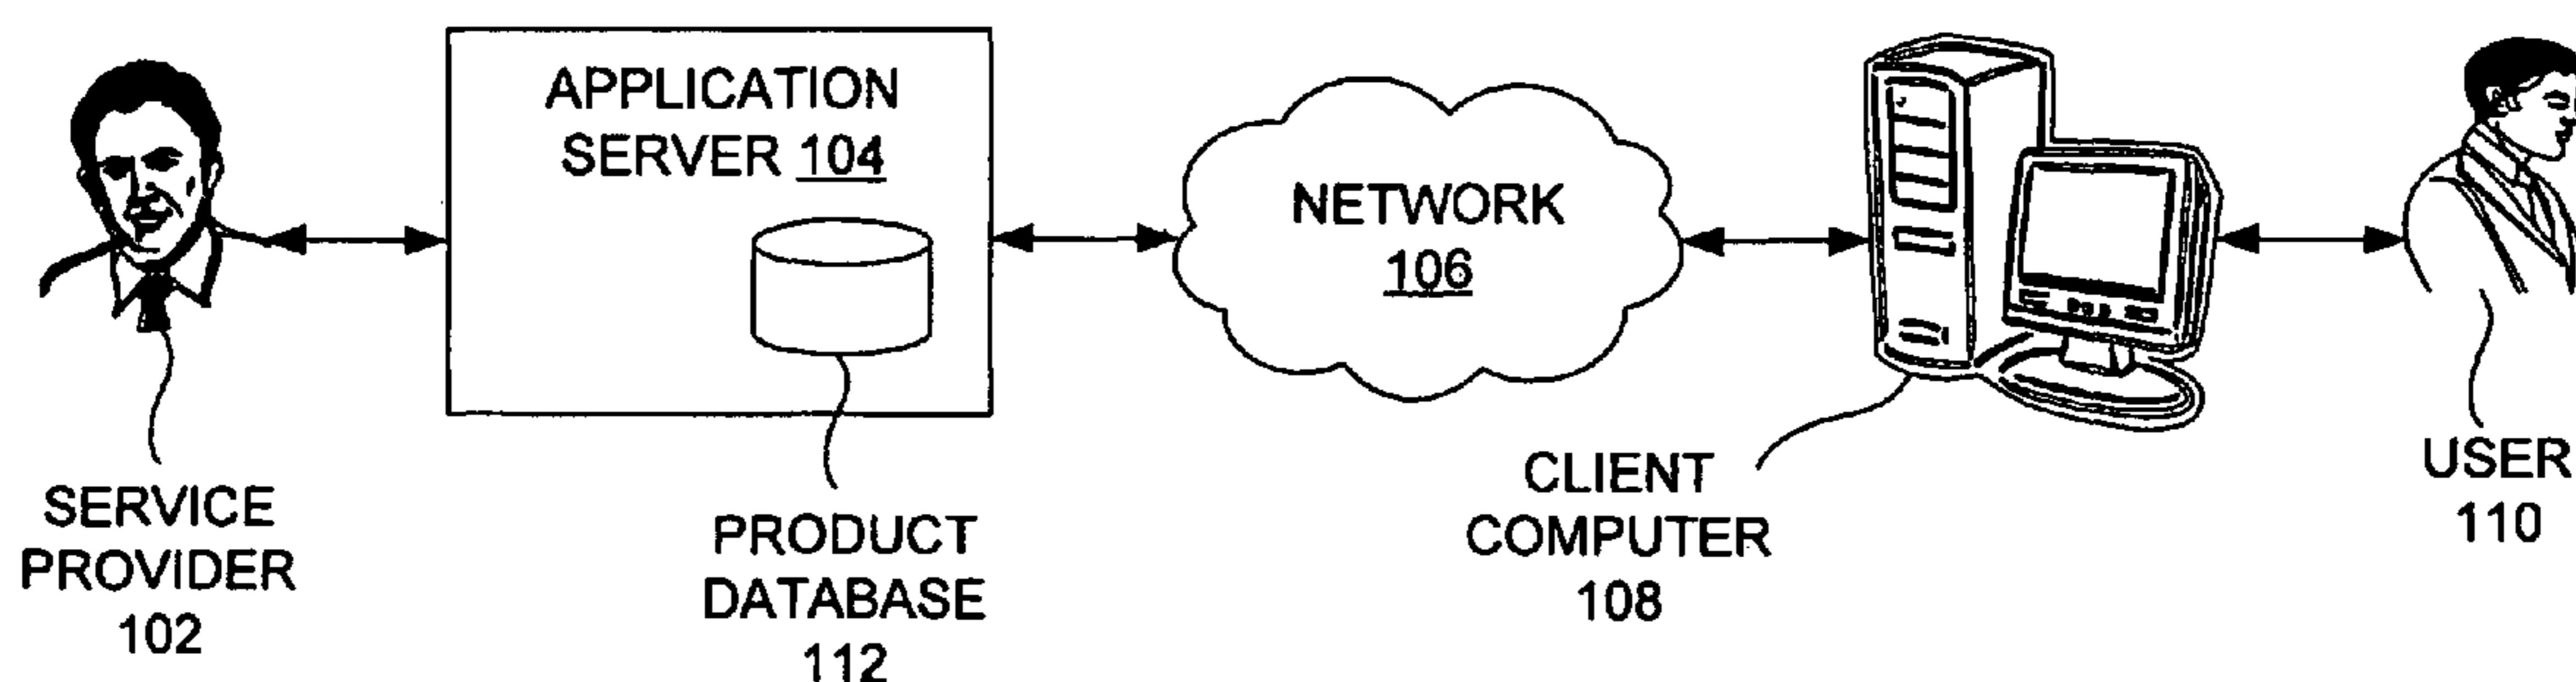 APPLICATION
SERVER 104
NETWORK
106
SERVICE
PROVIDER
102
PRODUCT
DATABASE
112
CLIENT
COMPUTER
108
USER
110